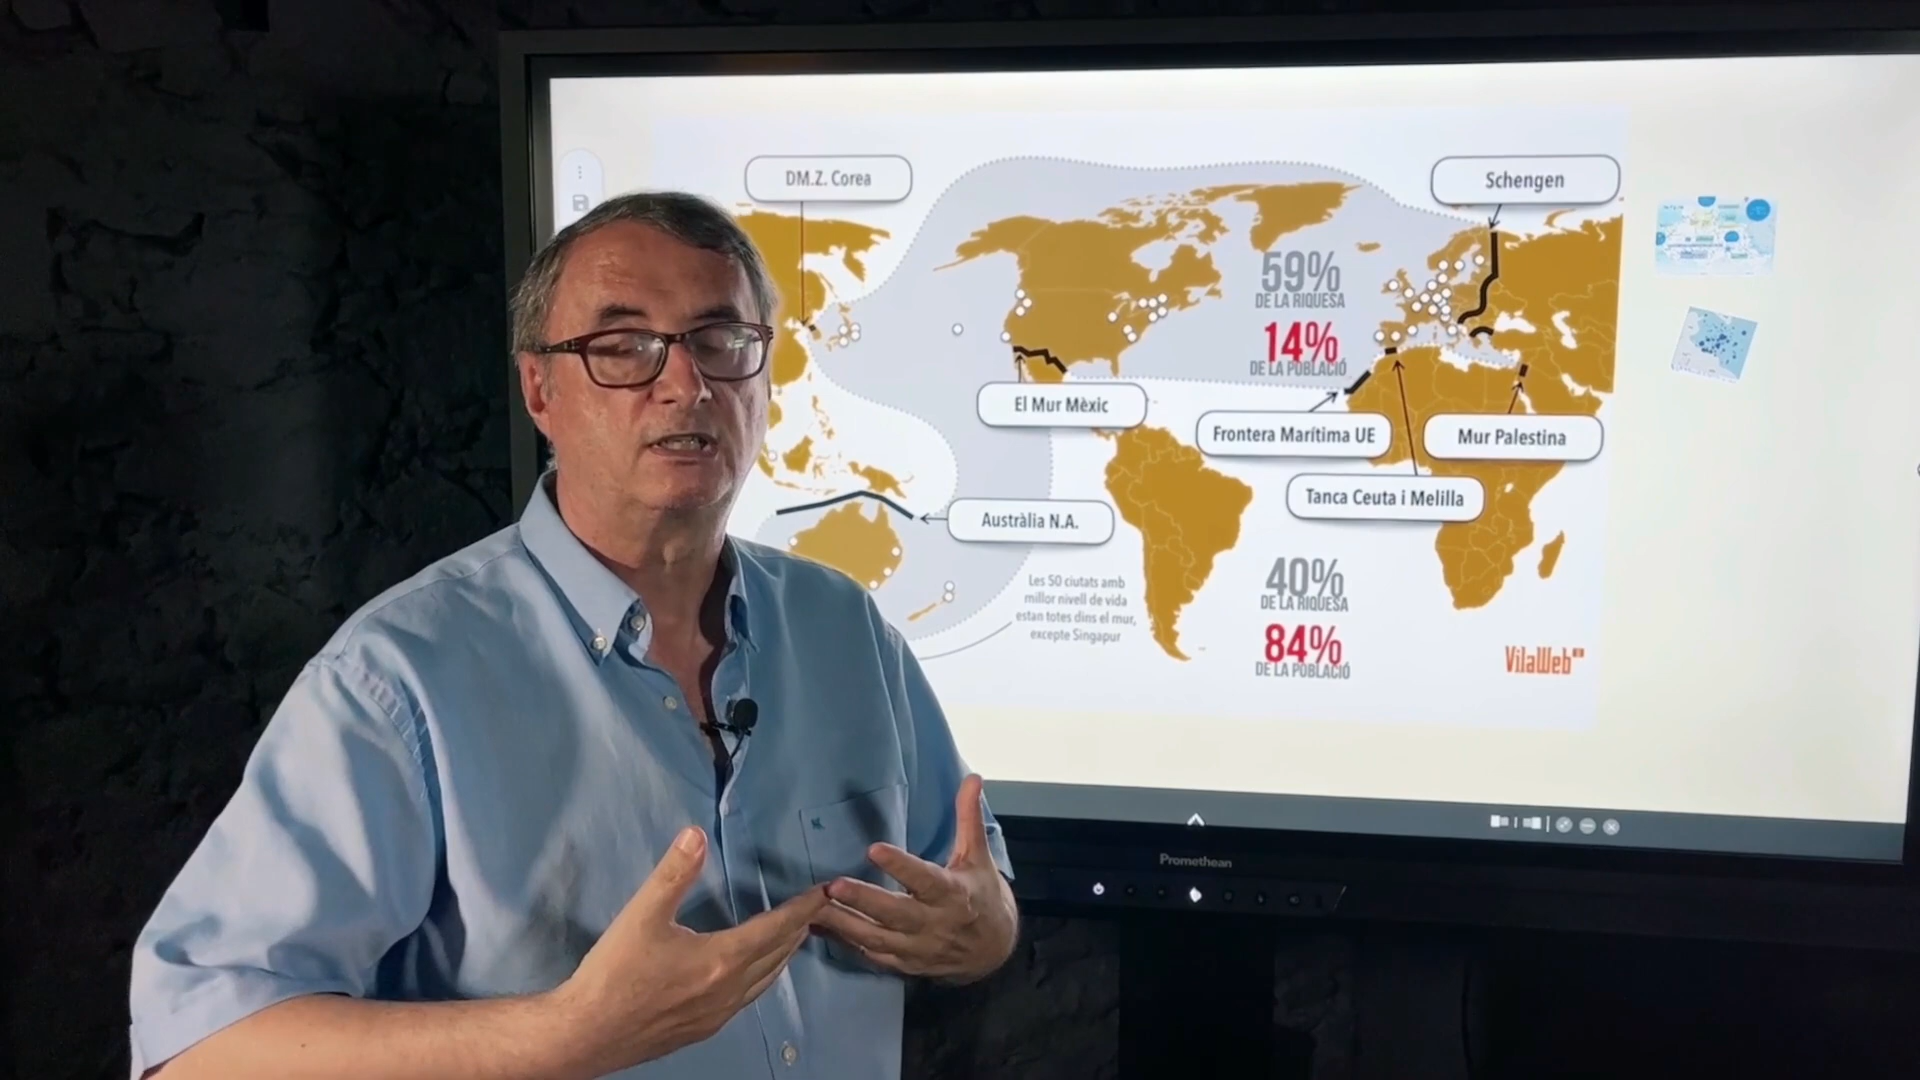 DM.Z. Corea
Schengen
59%
DE LA RIQUESA
14%
DE LA POBLACIÓ
El Mur Mèxic
Frontera Marítima UE
Mur Palestina
Tanca Ceuta i Melilla
Austràlia N.A.
Les 50 ciutats amb
millor nivell de vida
estan totes dins el mur,
excepte Singapur
40%
DE LA RIQUESA
84%
DE LA POBLACIÓ
VilaWeb
Promethean